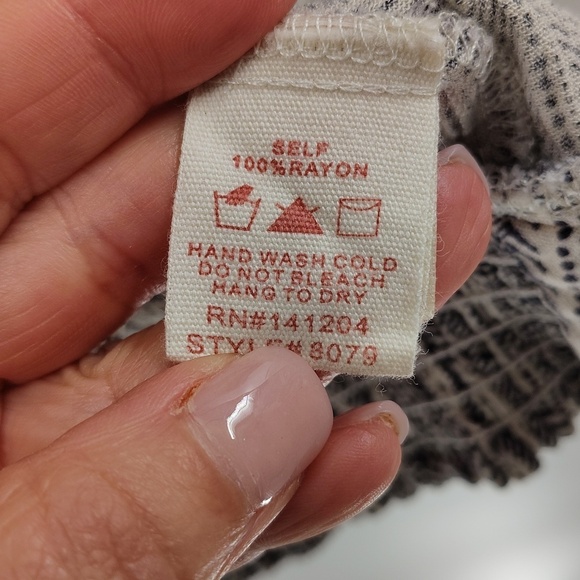 SELF
100%RAYON
HAND WASH COLD
DO NOT BLEACH
HANG TO DRY
RN#141204
STYLE#8079